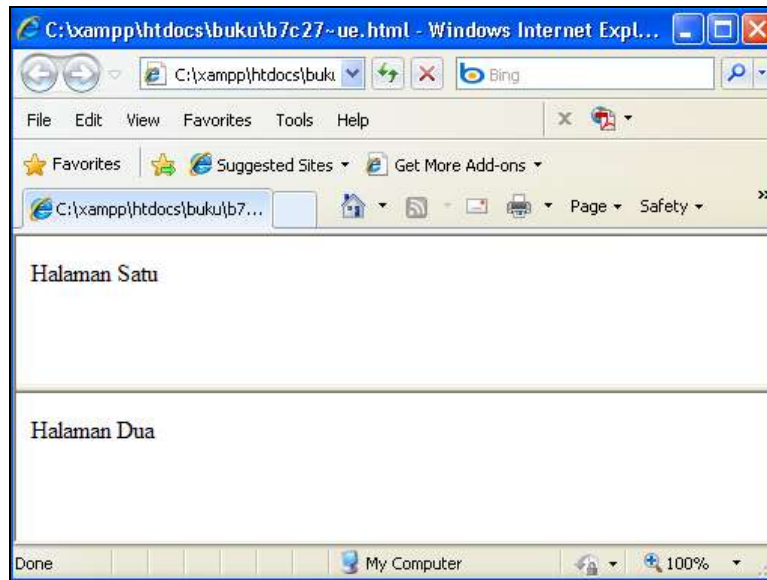 C:\xampp\htdocs\buku\b7c27~ue.html - Windows Internet Expl...
C:\xampp\htdocs\buku Bing
File Edit View Favorites Tools Help x
Favorites Suggested Sites Get More Add-ons
C:\xampp\htdocs\buku\b7... Page Safety »
Halaman Satu
Halaman Dua
Done My Computer 100%